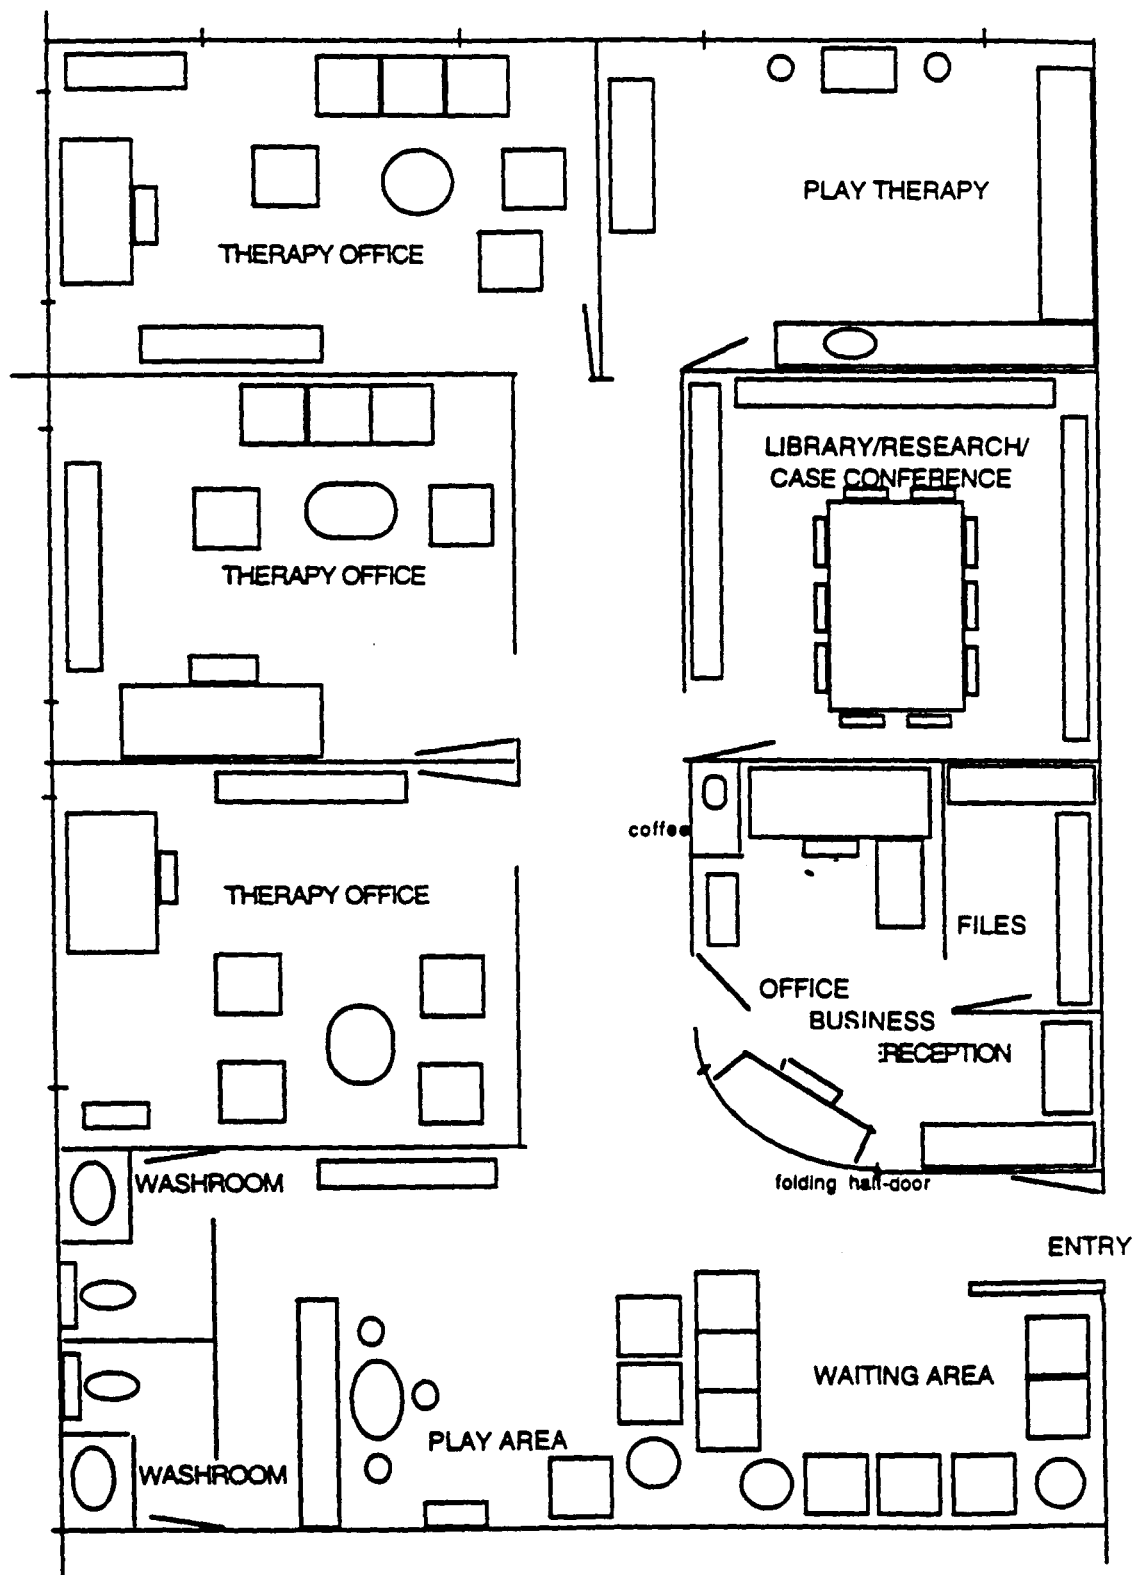 PLAY THERAPY
THERAPY OFFICE
LIBRARY/RESEARCH/
CASE CONFERENCE
THERAPY OFFICE
coffee
THERAPY OFFICE
FILES
OFFICE
BUSINESS
RECEPTION
WASHROOM
folding half-door
ENTRY
WAITING AREA
PLAY AREA
WASHROOM